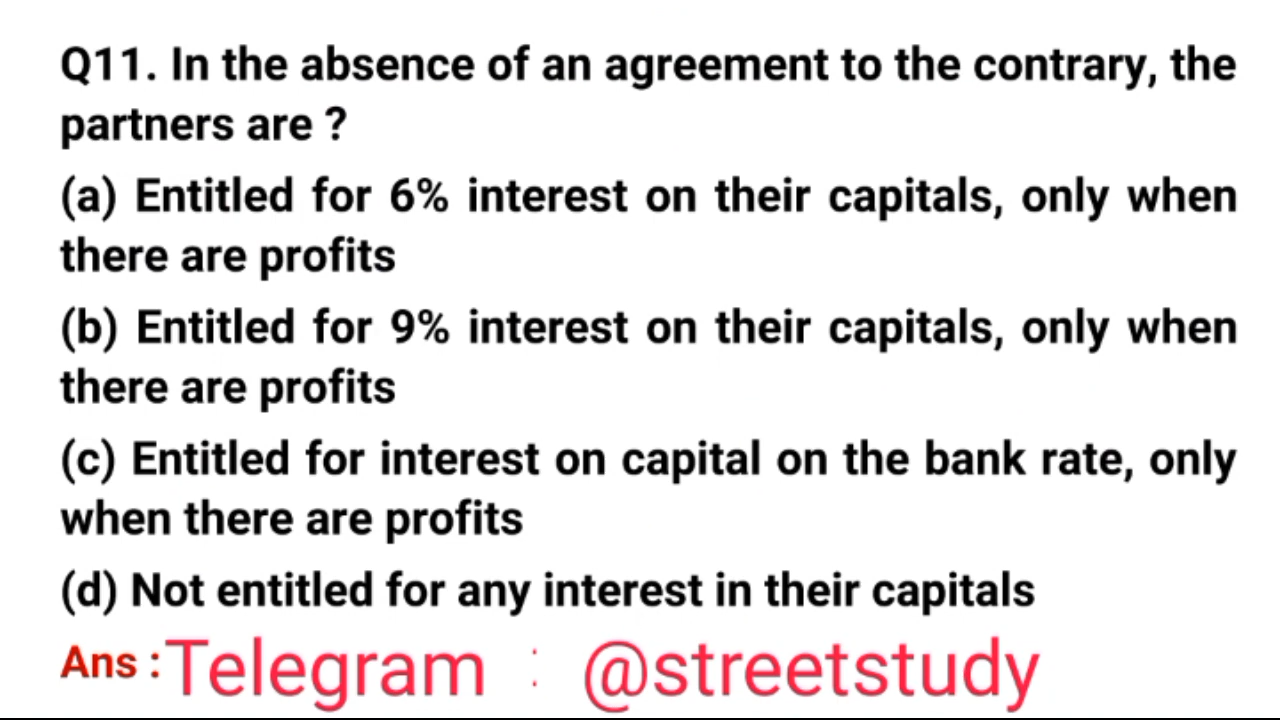 Q11. In the absence of an agreement to the contrary, the
partners are ?
(a) Entitled for 6% interest on their capitals, only when
there are profits
(b) Entitled for 9% interest on their capitals, only when
there are profits
(c) Entitled for interest on capital on the bank rate, only
when there are profits
(d) Not entitled for any interest in their capitals
Ans : Telegram : @streetstudy